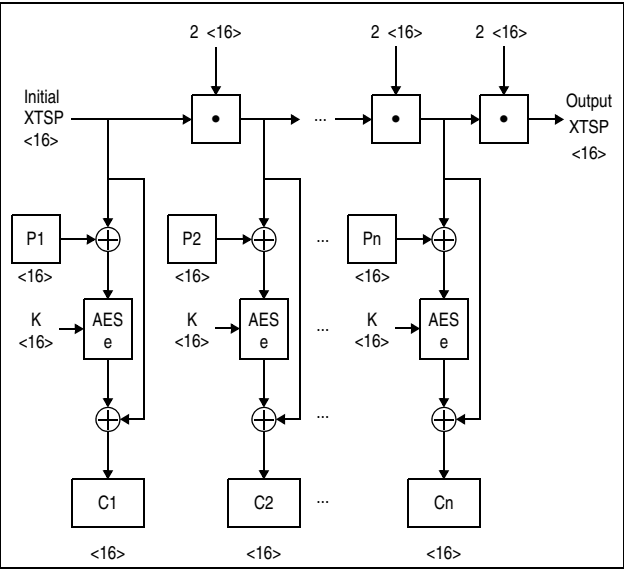 2 <16> 2 <16> 2 <16>
Initial
XTSP
<16>
• ... • •
Output
XTSP
<16>
P1 P2 ... Pn
<16> <16> <16>
K AES K AES ... K AES
<16> e <16> e <16> e
...
C1 C2 ... Cn
<16> <16> <16>